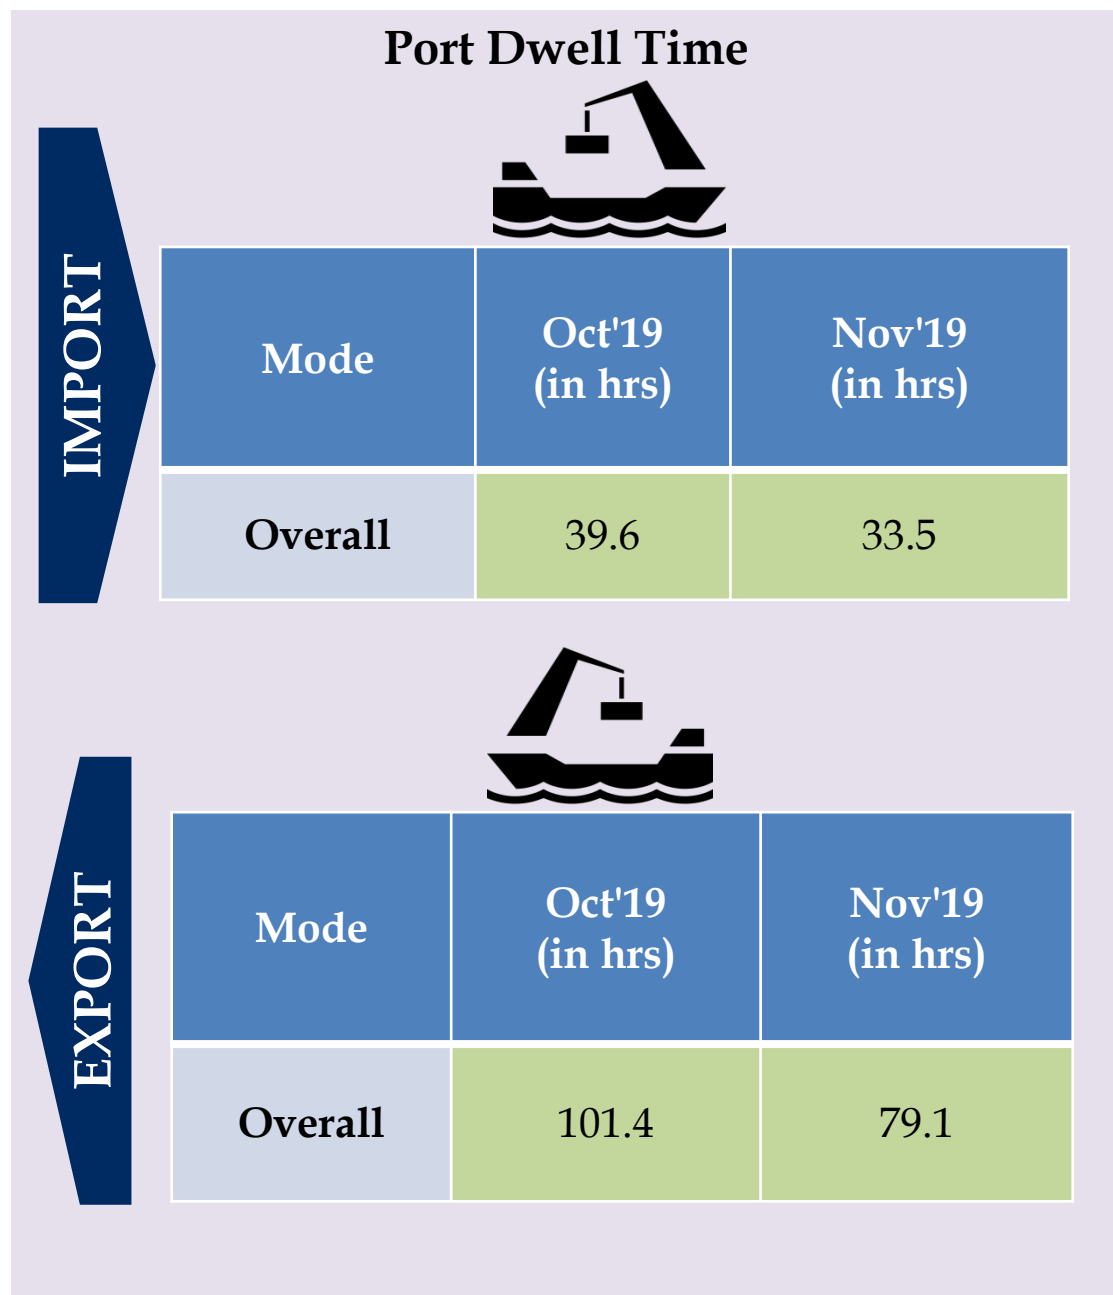 Port Dwell Time
IMPORT
Mode
Oct'19
(in hrs)
Nov'19
(in hrs)
Overall
39.6
33.5
EXPORT
Mode
Oct'19
(in hrs)
Nov'19
(in hrs)
Overall
101.4
79.1